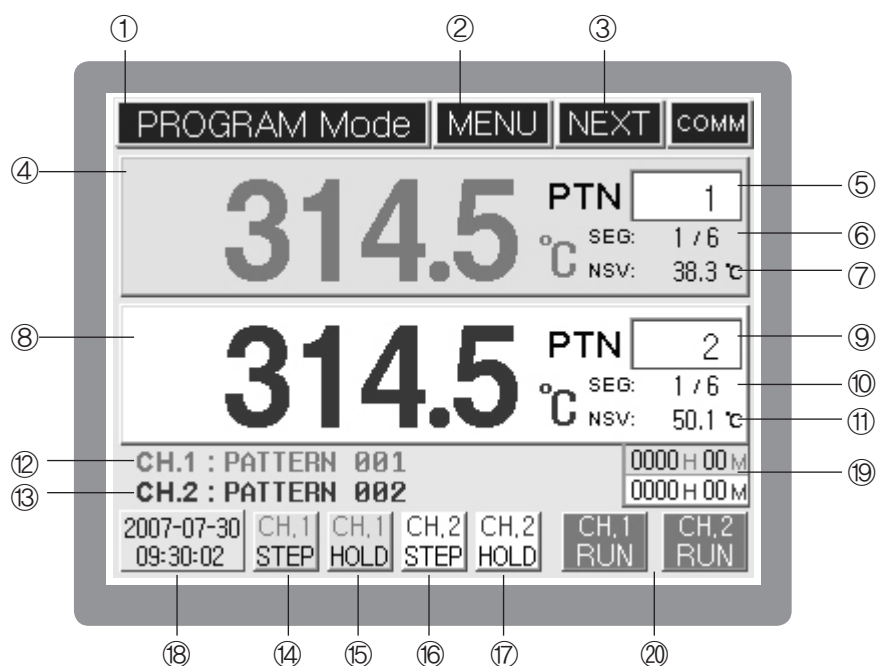 ① ② ③
PROGRAM Mode MENU NEXT COMM
④ 314.5 °C PTN 1 ⑤
SEG: 1 / 6 ⑥
NSV: 38.3 ℃ ⑦
⑧ 314.5 °C PTN 2 ⑨
SEG: 1 / 6 ⑩
NSV: 50.1 ℃ ⑪
⑫ CH.1 : PATTERN 001 0000 H 00 M
⑬ CH.2 : PATTERN 002 0000 H 00 M ⑲
2007-07-30 CH,1 CH,1 CH,2 CH,2 CH,1 CH,2
09:30:02 STEP HOLD STEP HOLD RUN RUN
⑱ ⑭ ⑮ ⑯ ⑰ ⑳